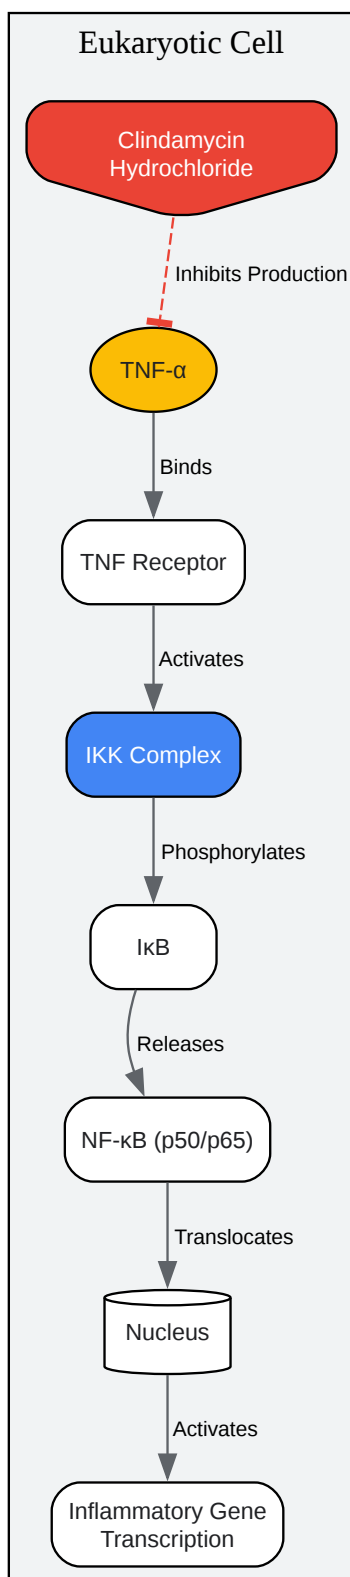 Eukaryotic Cell
Clindamycin
Hydrochloride
Inhibits Production
TNF-α
Binds
TNF Receptor
Activates
IKK Complex
Phosphorylates
IκB
Releases
NF-κB (p50/p65)
Translocates
Nucleus
Activates
Inflammatory Gene
Transcription